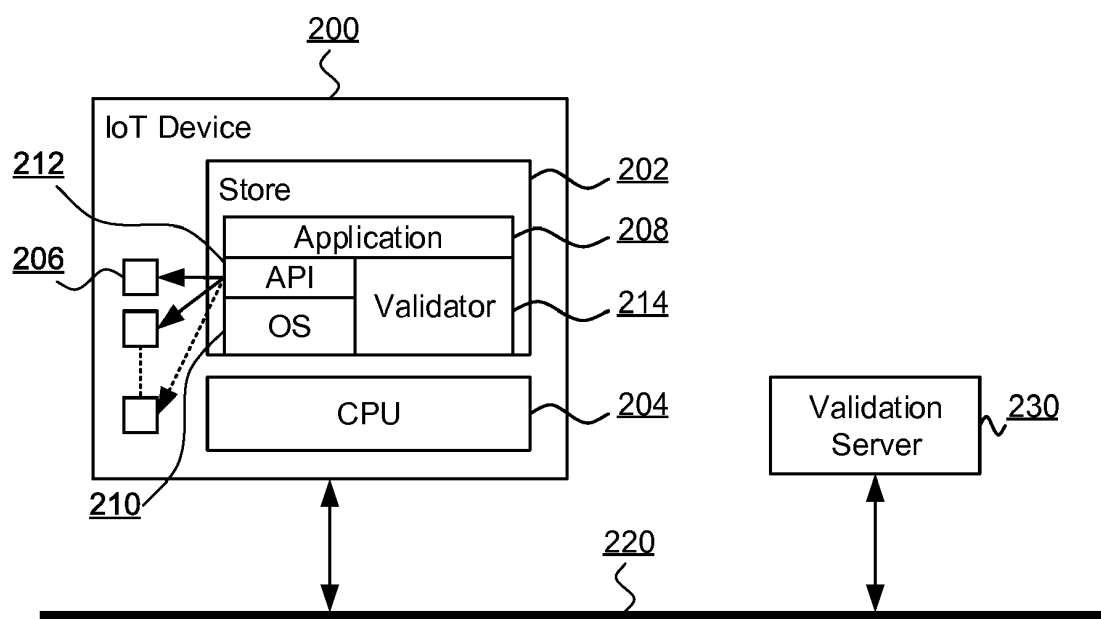 200
IoT Device
212
202
Store
Application
208
206
API
Validator
214
OS
CPU
204
Validation
Server
230
210
220